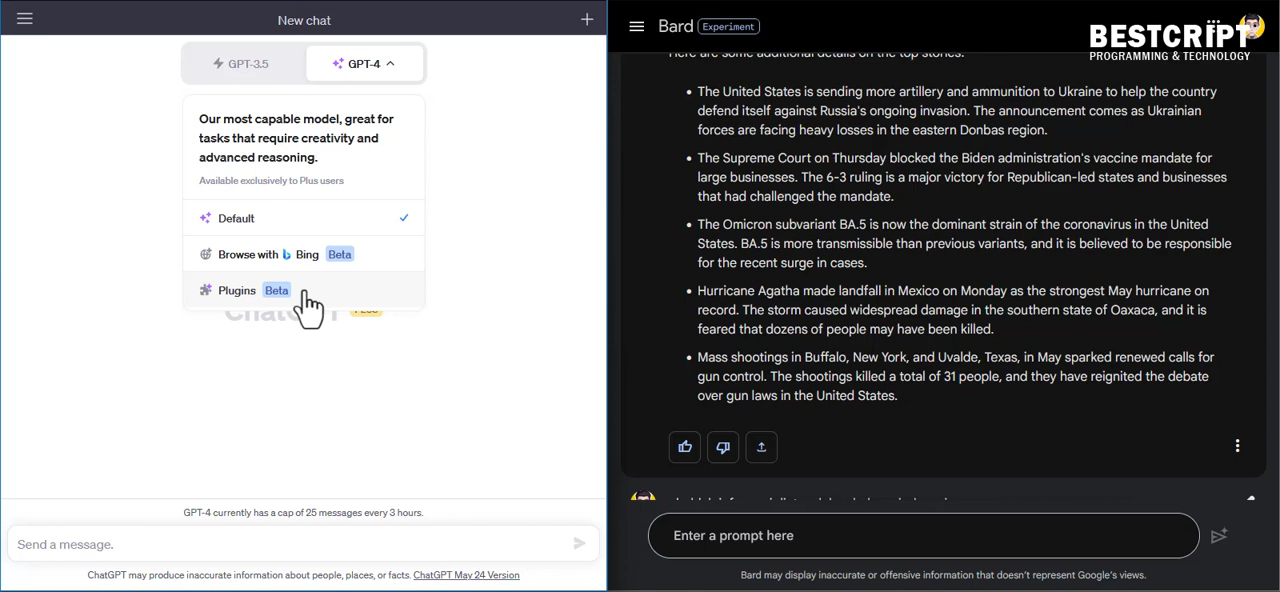 New chat
GPT-3.5
GPT-4
Our most capable model, great for
tasks that require creativity and
advanced reasoning.
Available exclusively to Plus users
Default
Browse with Bing Beta
Plugins Beta
ChatGPT PLUS
GPT-4 currently has a cap of 25 messages every 3 hours.
Send a message.
ChatGPT may produce inaccurate information about people, places, or facts. ChatGPT May 24 Version
Bard Experiment
BESTCRIPT
PROGRAMMING & TECHNOLOGY
Here are some additional details on the top stories:
The United States is sending more artillery and ammunition to Ukraine to help the country
defend itself against Russia's ongoing invasion. The announcement comes as Ukrainian
forces are facing heavy losses in the eastern Donbas region.
The Supreme Court on Thursday blocked the Biden administration's vaccine mandate for
large businesses. The 6-3 ruling is a major victory for Republican-led states and businesses
that had challenged the mandate.
The Omicron subvariant BA.5 is now the dominant strain of the coronavirus in the United
States. BA.5 is more transmissible than previous variants, and it is believed to be responsible
for the recent surge in cases.
Hurricane Agatha made landfall in Mexico on Monday as the strongest May hurricane on
record. The storm caused widespread damage in the southern state of Oaxaca, and it is
feared that dozens of people may have been killed.
Mass shootings in Buffalo, New York, and Uvalde, Texas, in May sparked renewed calls for
gun control. The shootings killed a total of 31 people, and they have reignited the debate
over gun laws in the United States.
Enter a prompt here
Bard may display inaccurate or offensive information that doesn't represent Google's views.